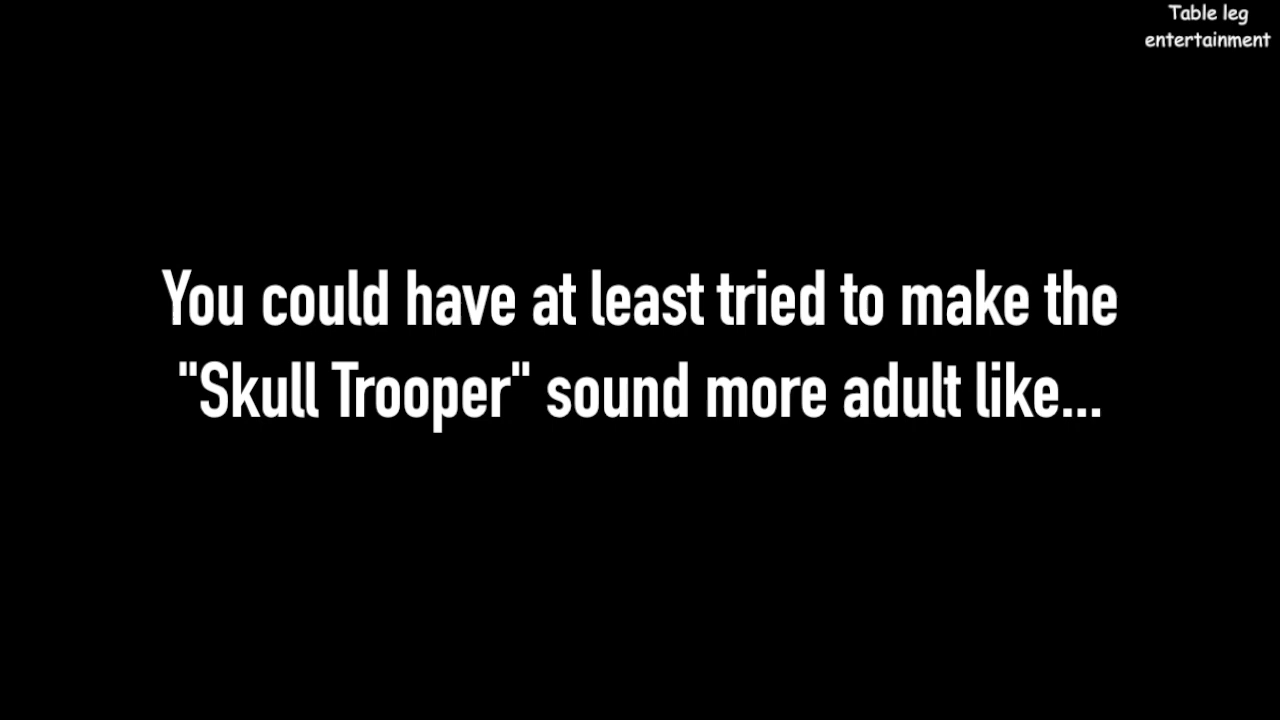 Table leg
entertainment
You could have at least tried to make the
"Skull Trooper" sound more adult like...